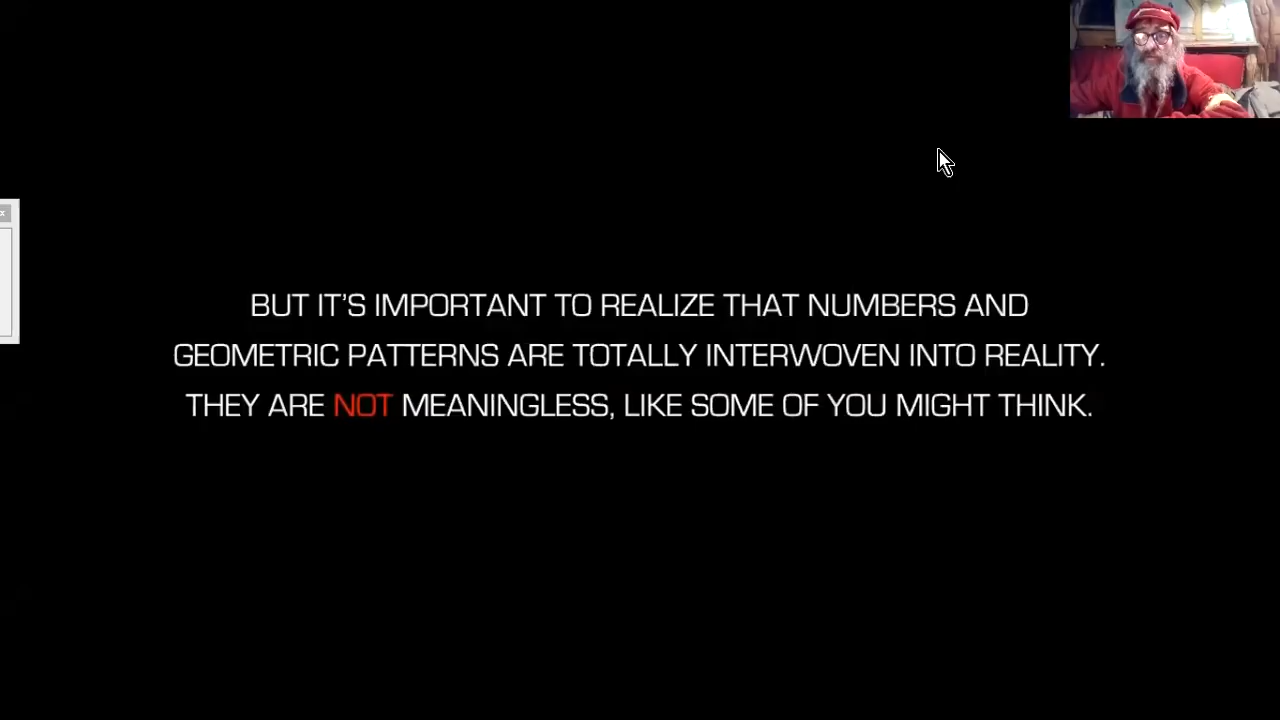 BUT IT'S IMPORTANT TO REALIZE THAT NUMBERS AND
GEOMETRIC PATTERNS ARE TOTALLY INTERWOVEN INTO REALITY.
THEY ARE NOT MEANINGLESS, LIKE SOME OF YOU MIGHT THINK.